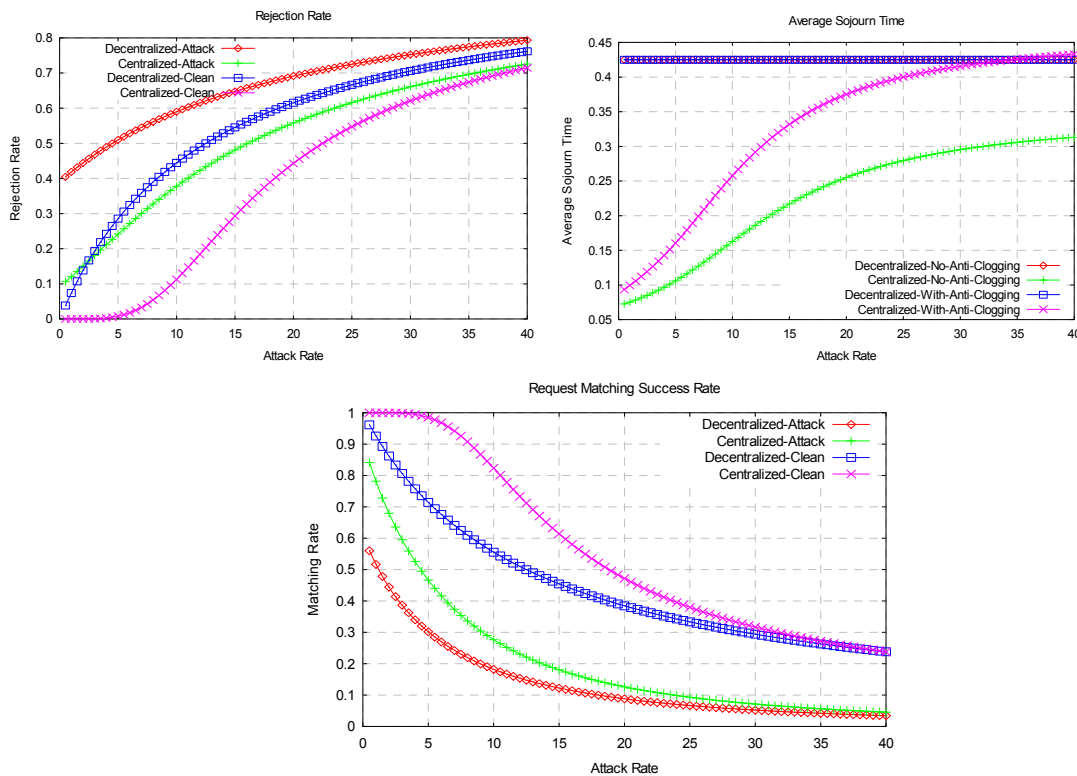 Rejection Rate
Decentralized-Attack
Centralized-Attack
Decentralized-Clean
Centralized-Clean
0.8
0.7
0.6
0.5
0.4
0.3
0.2
0.1
0
Rejection Rate
0 5 10 15 20 25 30 35 40
Attack Rate
Average Sojourn Time
0.45
0.4
0.35
0.3
0.25
0.2
0.15
0.1
0.05
Average Sojourn Time
Decentralized-No-Anti-Clogging
Centralized-No-Anti-Clogging
Decentralized-With-Anti-Clogging
Centralized-With-Anti-Clogging
0 5 10 15 20 25 30 35 40
Attack Rate
Request Matching Success Rate
Decentralized-Attack
Centralized-Attack
Decentralized-Clean
Centralized-Clean
1
0.9
0.8
0.7
0.6
0.5
0.4
0.3
0.2
0.1
0
Matching Rate
0 5 10 15 20 25 30 35 40
Attack Rate